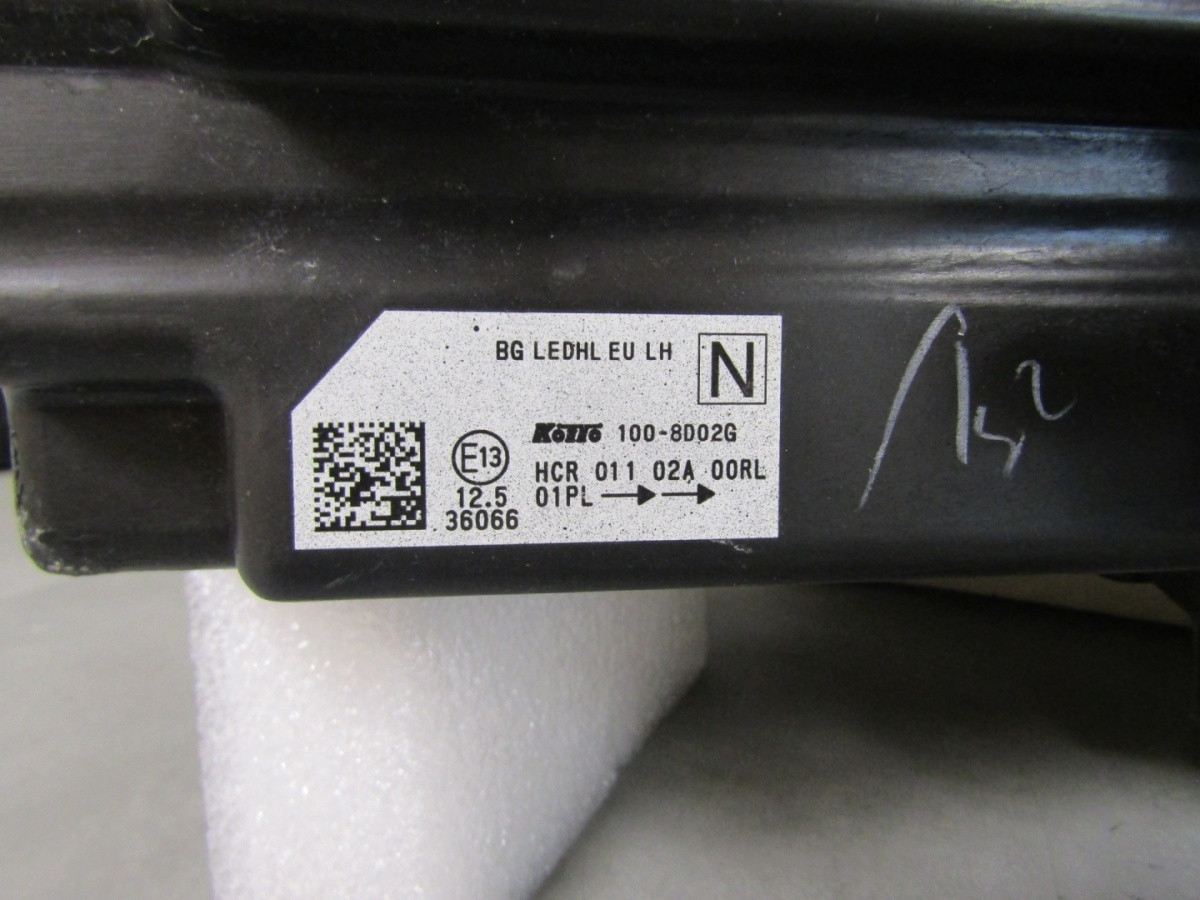 BG LEDHL EU LH
N
KOITO 100-8D02G
E13
HCR 011 02A 00RL
12.5 01PL →→
36066